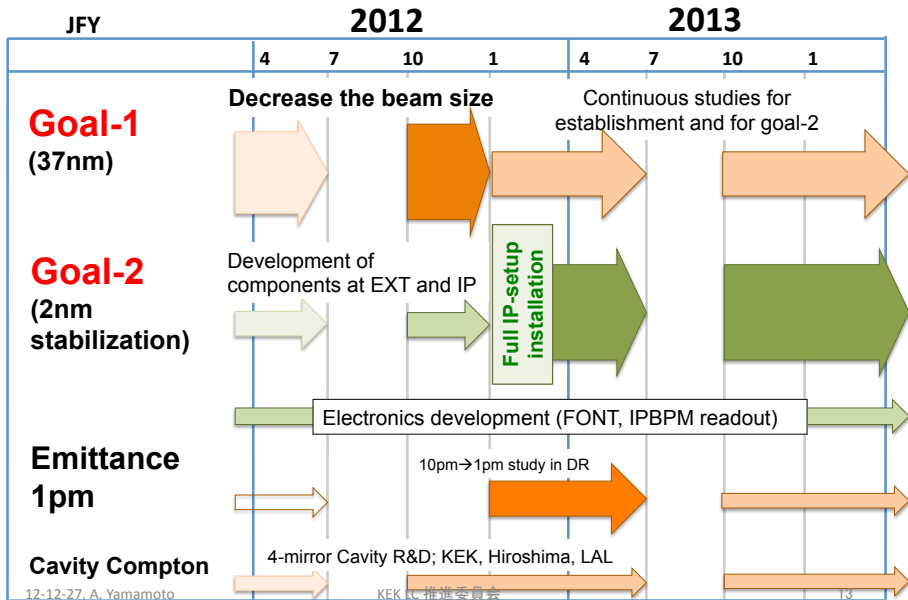 JFY 2012 2013
4 7 10 1 4 7 10 1
Decrease the beam size
Continuous studies for
establishment and for goal-2
Goal-1
(37nm)
Goal-2
(2nm
stabilization)
Development of
components at EXT and IP
Full IP-setup
installation
Electronics development (FONT, IPBPM readout)
Emittance
1pm
10pm→1pm study in DR
4-mirror Cavity R&D; KEK, Hiroshima, LAL
Cavity Compton
12-12-27, A. Yamamoto KEK LC 推進委員会 13